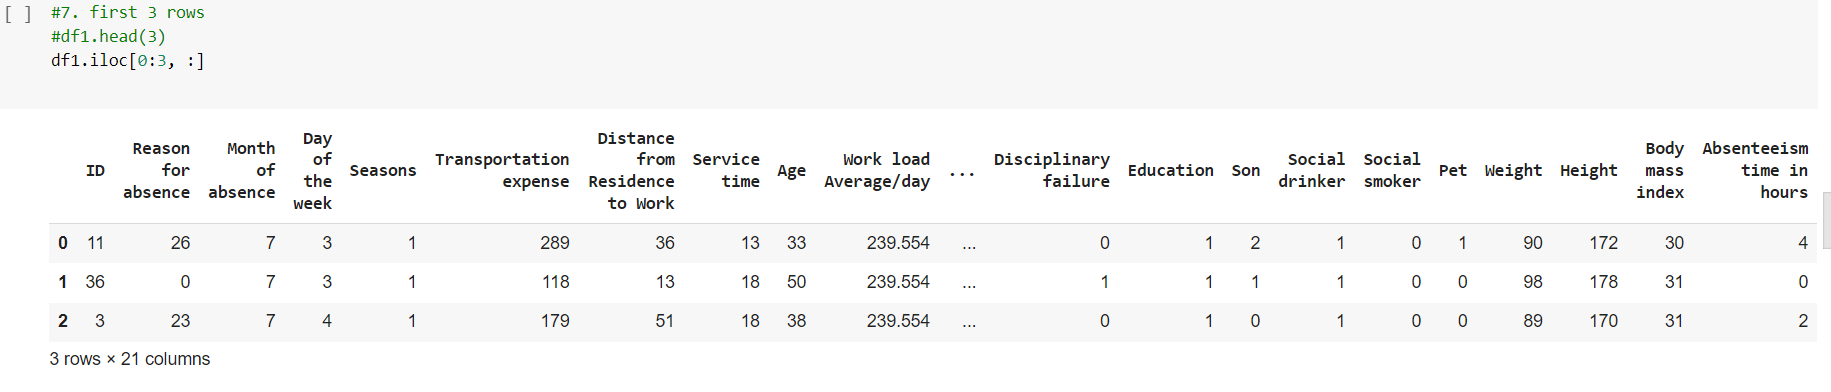 [ ] #7. first 3 rows
#df1.head(3)
df1.iloc[0:3, :]
ID Reason for absence Month of absence Day of the week Seasons Transportation expense Distance from Residence to Work Service time Age Work load Average/day ... Disciplinary failure Education Son Social drinker Social smoker Pet Weight Height Body mass index Absenteeism time in hours
0 11 26 7 3 1 289 36 13 33 239.554 ... 0 1 2 1 0 1 90 172 30 4
1 36 0 7 3 1 118 13 18 50 239.554 ... 1 1 1 1 0 0 98 178 31 0
2 3 23 7 4 1 179 51 18 38 239.554 ... 0 1 0 1 0 0 89 170 31 2
3 rows × 21 columns